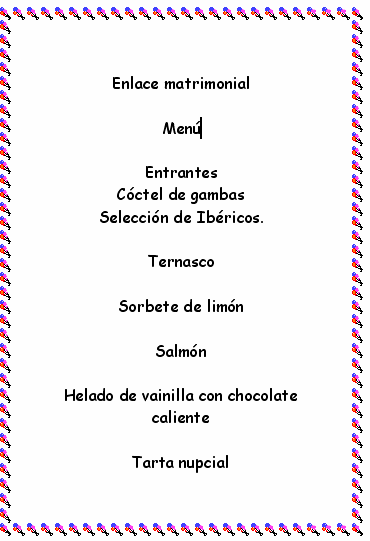 Enlace matrimonial
Menú
Entrantes
Cóctel de gambas
Selección de Ibéricos.
Ternasco
Sorbete de limón
Salmón
Helado de vainilla con chocolate
caliente
Tarta nupcial